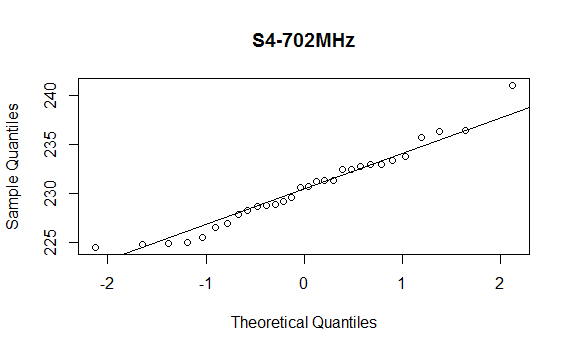 S4-702MHz
Sample Quantiles
240
235
230
225
-2 -1 0 1 2
Theoretical Quantiles